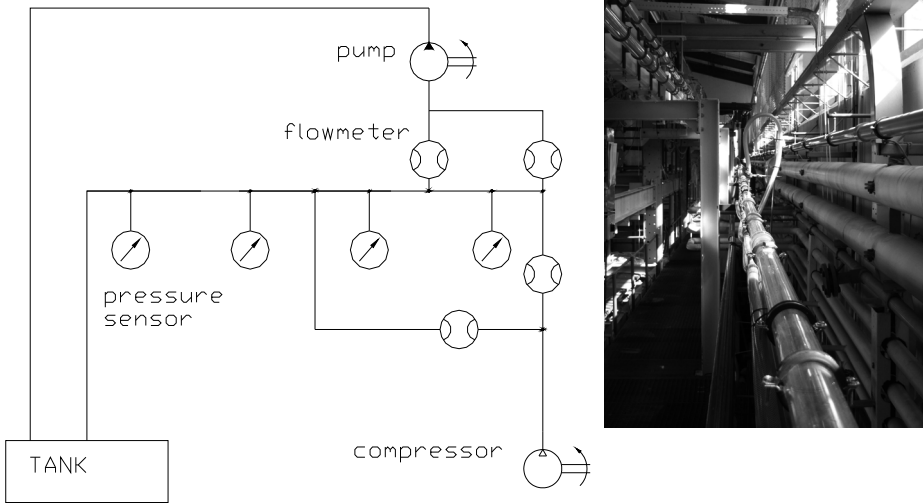 pump
flowmeter
pressure
sensor
compressor
TANK